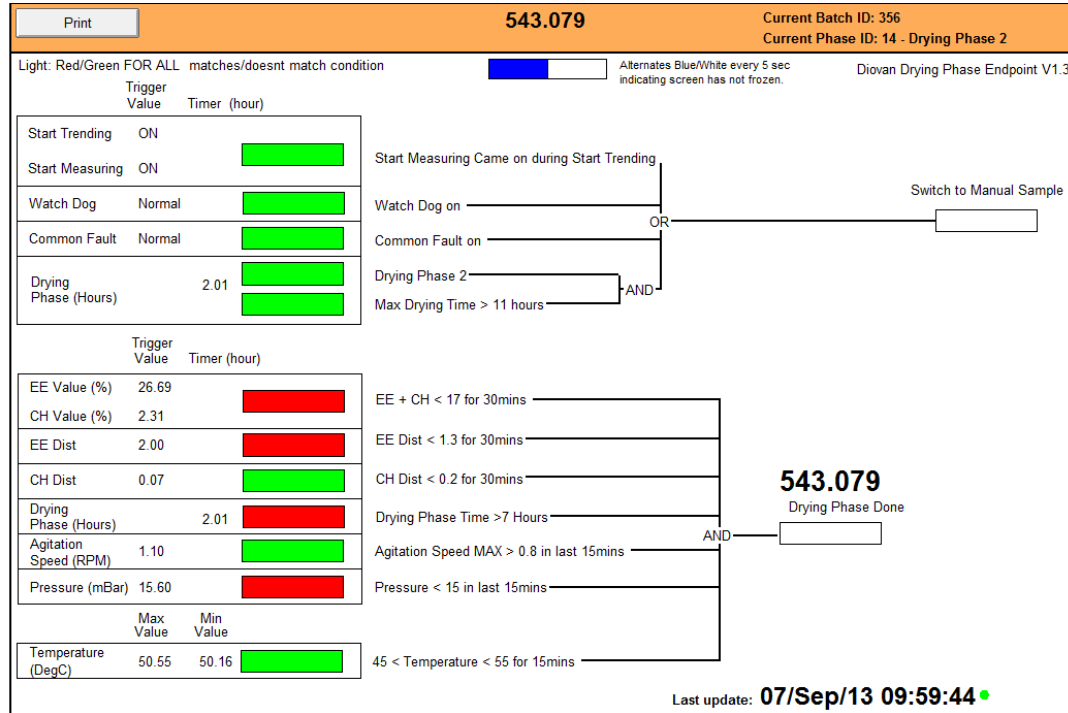 Print
543.079
Current Batch ID: 356
Current Phase ID: 14 - Drying Phase 2
Light: Red/Green FOR ALL matches/doesnt match condition
Alternates Blue/White every 5 sec
indicating screen has not frozen.
Diovan Drying Phase Endpoint V1.3
Trigger
Value Timer (hour)
Start Trending ON
Start Measuring ON
Start Measuring Came on during Start Trending
Watch Dog Normal
Watch Dog on
Common Fault Normal
Common Fault on
OR
Switch to Manual Sample
Drying
Phase (Hours) 2.01
Drying Phase 2
Max Drying Time > 11 hours
AND
Trigger
Value Timer (hour)
EE Value (%) 26.69
CH Value (%) 2.31
EE + CH < 17 for 30mins
EE Dist 2.00
EE Dist < 1.3 for 30mins
CH Dist 0.07
CH Dist < 0.2 for 30mins
Drying
Phase (Hours) 2.01
Drying Phase Time >7 Hours
Agitation
Speed (RPM) 1.10
Agitation Speed MAX > 0.8 in last 15mins
Pressure (mBar) 15.60
Pressure < 15 in last 15mins
AND
543.079
Drying Phase Done
Max
Value
Min
Value
Temperature
(DegC) 50.55 50.16
45 < Temperature < 55 for 15mins
Last update: 07/Sep/13 09:59:44